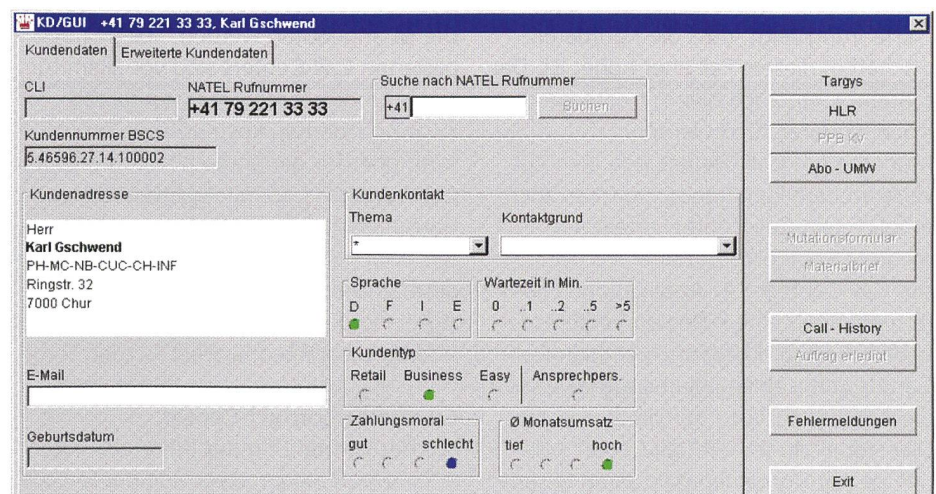 KD/GUI +41 79 221 33 33, Karl Gschwend
Kundendaten Erweiterte Kundendaten
CLI
NATEL Rufnummer
+41 79 221 33 33
Suche nach NATEL Rufnummer
+41 Suchen
Kundennummer BSCS
5.46596.27.14.100002
Kundenadresse
Herr
Karl Gschwend
PH-MC-NB-CUC-CH-INF
Ringstr. 32
7000 Chur
E-Mail
Geburtsdatum
Kundenkontakt
Thema Kontaktgrund
*
Sprache
D F I E
Wartezeit in Min.
0 ..1 ..2 ..5 >5
Kundentyp
Retail Business Easy Ansprechpers.
Zahlungsmoral
gut schlecht
Ø Monatsumsatz
tief hoch
Targys
HLR
PPB KV
Abo - UMW
Mutationsformular
Materialbrief
Call - History
Auftrag erledigt
Fehlermeldungen
Exit